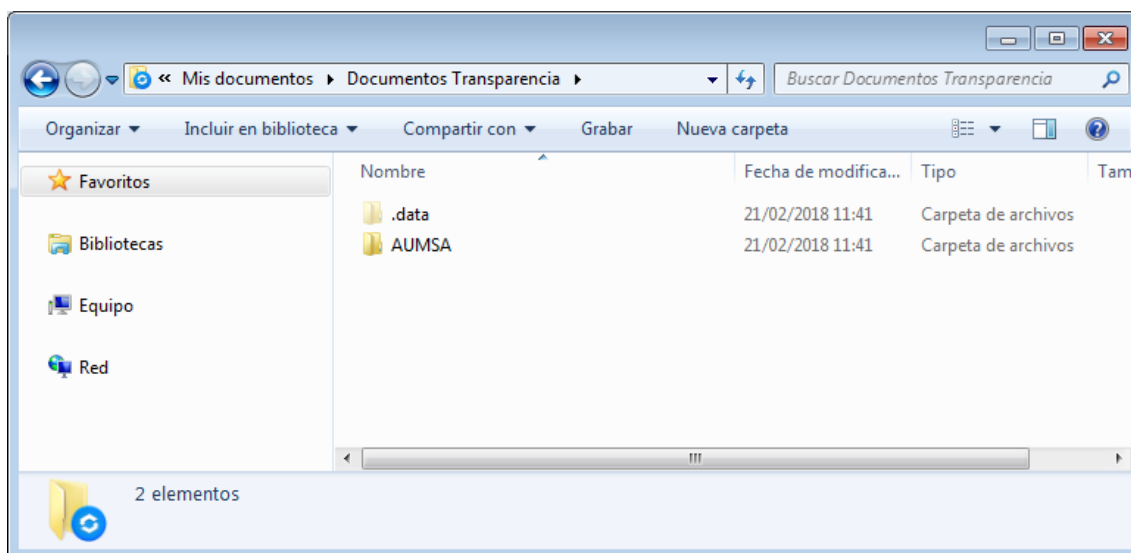 « Mis documentos ▸ Documentos Transparencia ▸ Buscar Documentos Transparencia
Organizar Incluir en biblioteca Compartir con Grabar Nueva carpeta
Favoritos
Bibliotecas
Equipo
Red
Nombre Fecha de modifica... Tipo Tam
.data 21/02/2018 11:41 Carpeta de archivos
AUMSA 21/02/2018 11:41 Carpeta de archivos
2 elementos